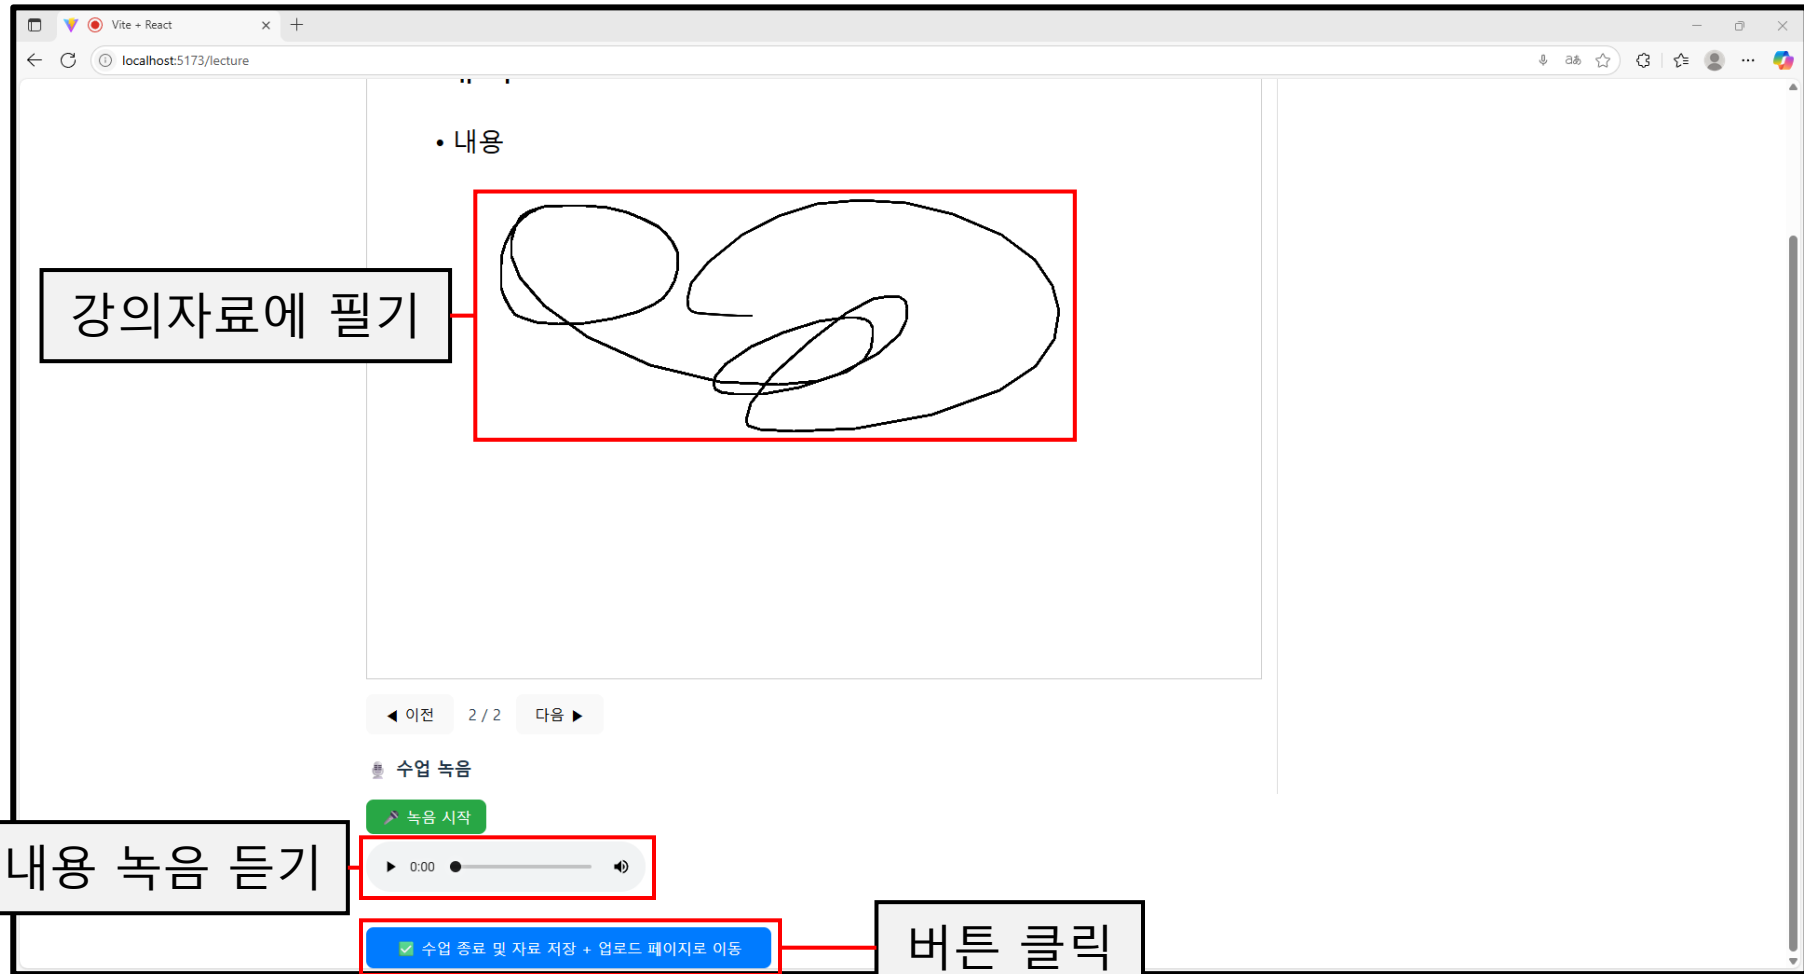 Vite + React
localhost:5173/lecture
• 내용
강의자료에 필기
◀ 이전 2 / 2 다음 ▶
수업 녹음
녹음 시작
내용 녹음 듣기
0:00
✅ 수업 종료 및 자료 저장 + 업로드 페이지로 이동
버튼 클릭